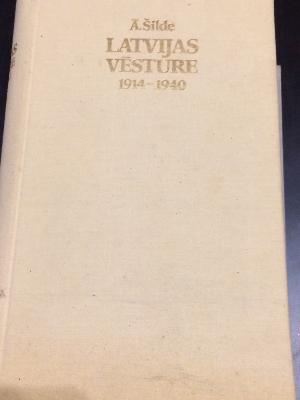 Ā.Šilde
LATVIJAS
VĒSTURE
1914-1940